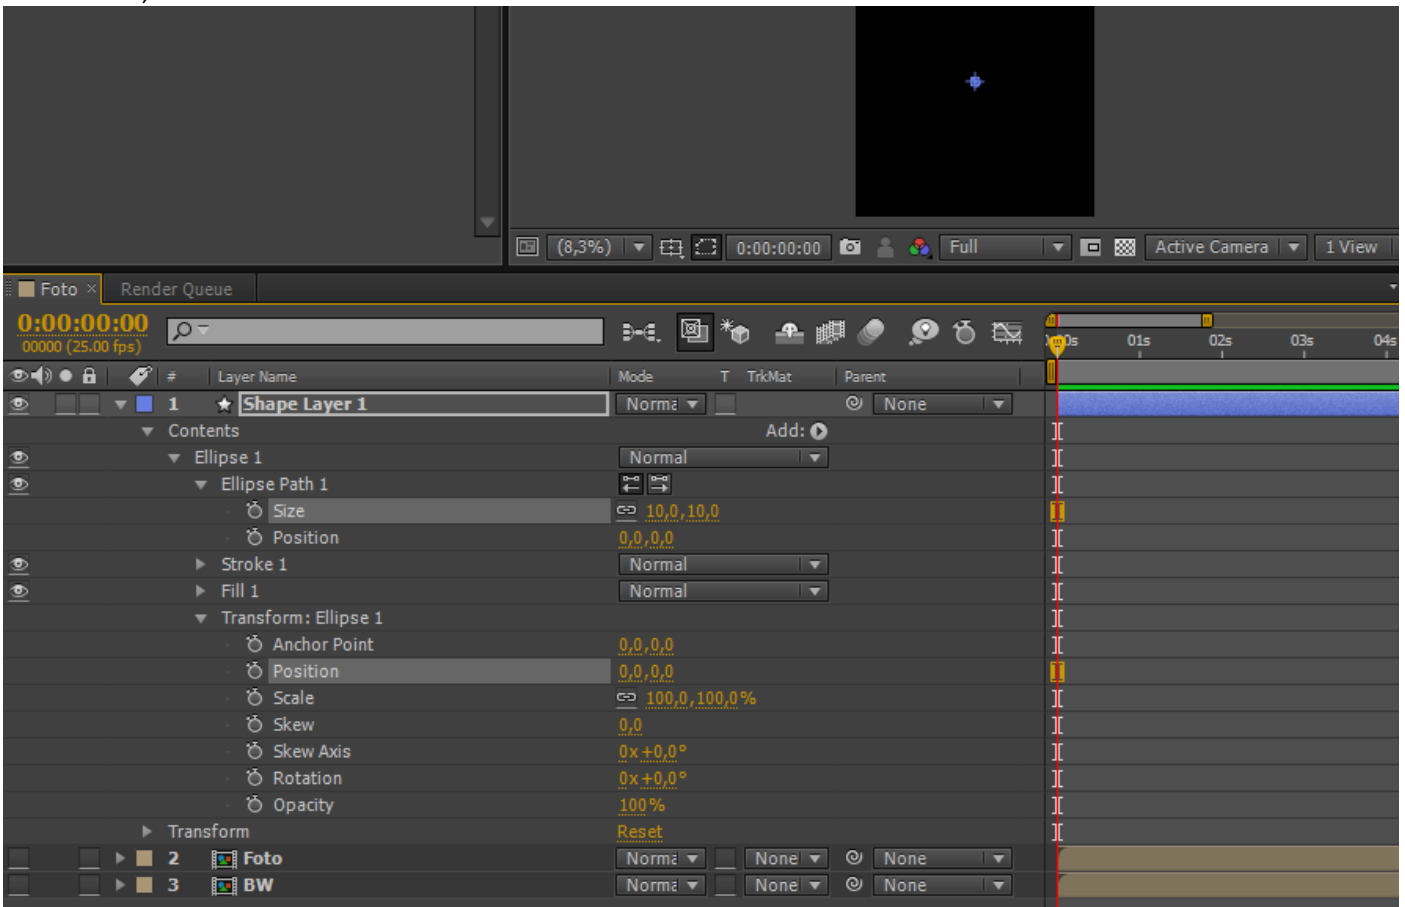 (8,3%) 0:00:00:00 Full Active Camera 1 View
Foto × Render Queue
0:00:00:00
00000 (25.00 fps)
01s 02s 03s 04s
# Layer Name Mode T TrkMat Parent
1 Shape Layer 1 Norma None
Contents Add:
Ellipse 1 Normal
Ellipse Path 1
Size 10,0,10,0
Position 0,0,0,0
Stroke 1 Normal
Fill 1 Normal
Transform: Ellipse 1
Anchor Point 0,0,0,0
Position 0,0,0,0
Scale 100,0,100,0%
Skew 0,0
Skew Axis 0x+0,0°
Rotation 0x+0,0°
Opacity 100%
Transform Reset
2 Foto Norma None None
3 BW Norma None None